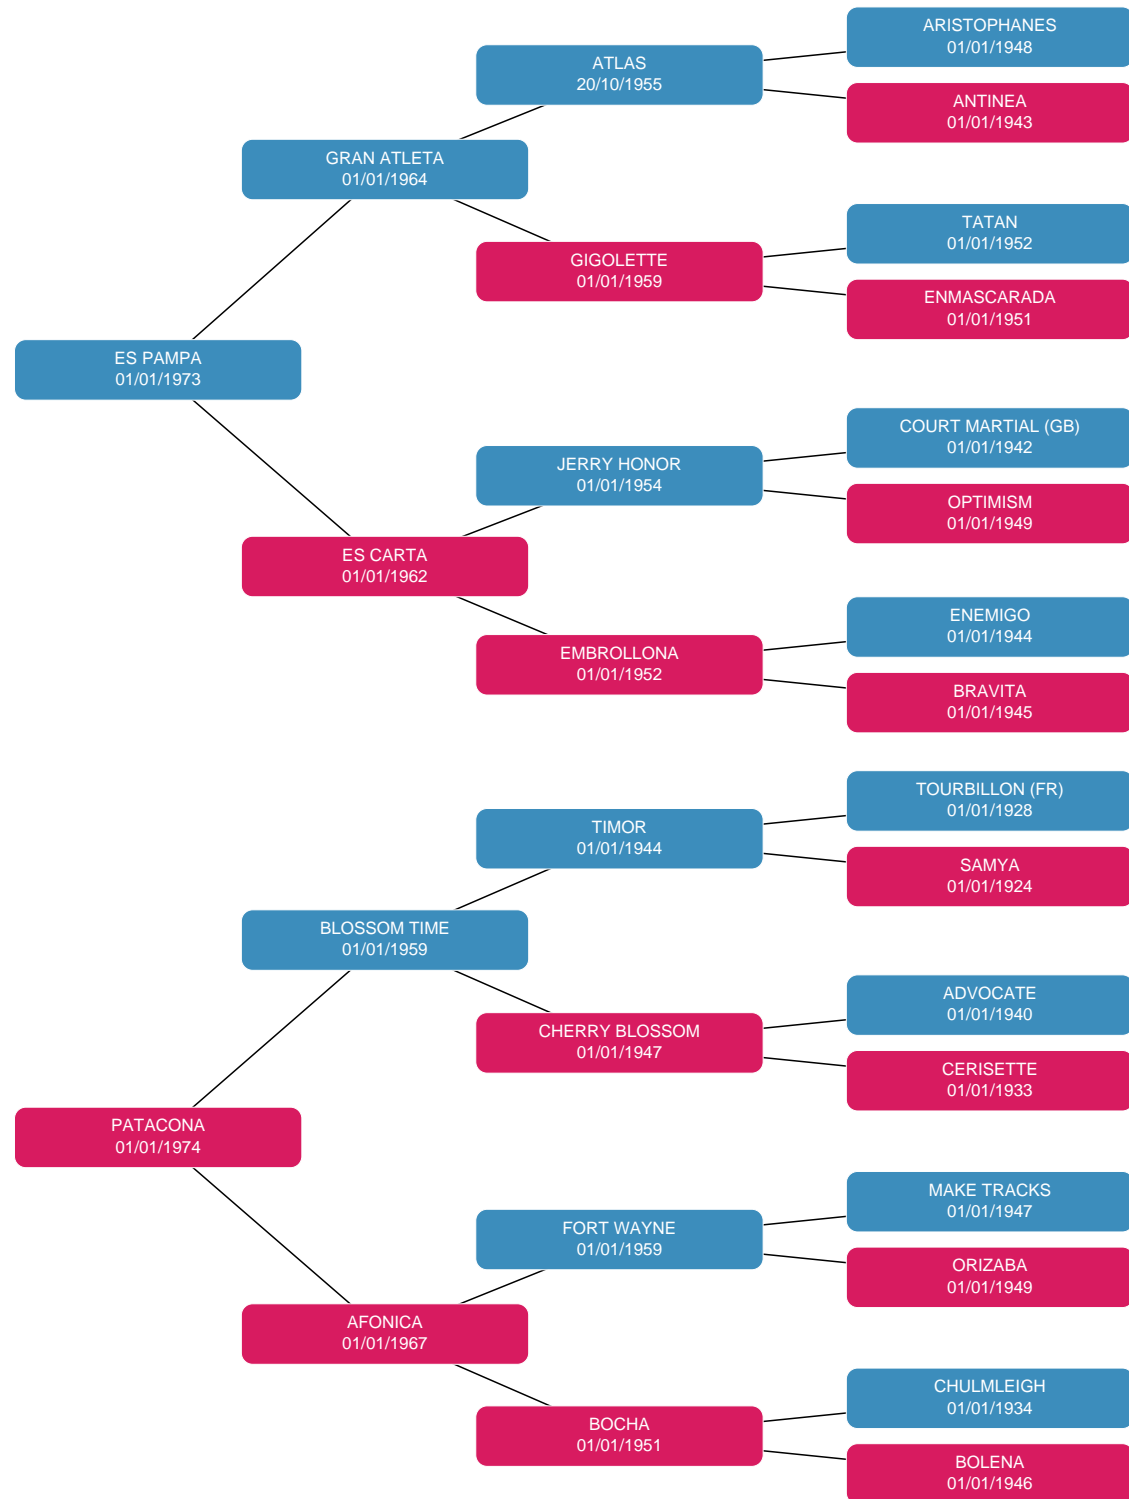 ARISTOPHANES
01/01/1948
ATLAS
20/10/1955
ANTINEA
01/01/1943
GRAN ATLETA
01/01/1964
TATAN
01/01/1952
GIGOLETTE
01/01/1959
ENMASCARADA
01/01/1951
ES PAMPA
01/01/1973
COURT MARTIAL (GB)
01/01/1942
JERRY HONOR
01/01/1954
OPTIMISM
01/01/1949
ES CARTA
01/01/1962
ENEMIGO
01/01/1944
EMBROLLONA
01/01/1952
BRAVITA
01/01/1945
TOURBILLON (FR)
01/01/1928
TIMOR
01/01/1944
SAMYA
01/01/1924
BLOSSOM TIME
01/01/1959
ADVOCATE
01/01/1940
CHERRY BLOSSOM
01/01/1947
CERISETTE
01/01/1933
PATACONA
01/01/1974
MAKE TRACKS
01/01/1947
FORT WAYNE
01/01/1959
ORIZABA
01/01/1949
AFONICA
01/01/1967
CHULMLEIGH
01/01/1934
BOCHA
01/01/1951
BOLENA
01/01/1946